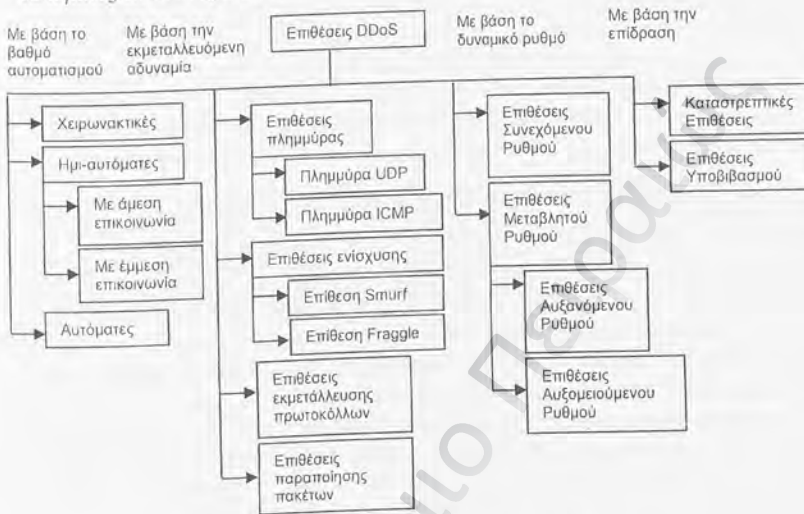 Με βάση το
βαθμό
αυτοματισμού
Με βάση την
εκμεταλλευόμενη
αδυναμία
Επιθέσεις DDoS
Με βάση το
δυναμικό ρυθμό
Με βάση την
επίδραση
Χειρωνακτικές
Ημι-αυτόματες
Με άμεση
επικοινωνία
Με έμμεση
επικοινωνία
Αυτόματες
Επιθέσεις
πλημμύρας
Πλημμύρα UDP
Πλημμύρα ICMP
Επιθέσεις ενίσχυσης
Επίθεση Smurf
Επίθεση Fraggle
Επιθέσεις
εκμετάλλευσης
πρωτοκόλλων
Επιθέσεις
παραποίησης
πακέτων
Επιθέσεις
Συνεχόμενου
Ρυθμού
Επιθέσεις
Μεταβλητού
Ρυθμού
Επιθέσεις
Αυξανόμενου
Ρυθμού
Επιθέσεις
Αυξομειούμενου
Ρυθμού
Καταστρεπτικές
Επιθέσεις
Επιθέσεις
Υποβιβασμού
Πειραιώς